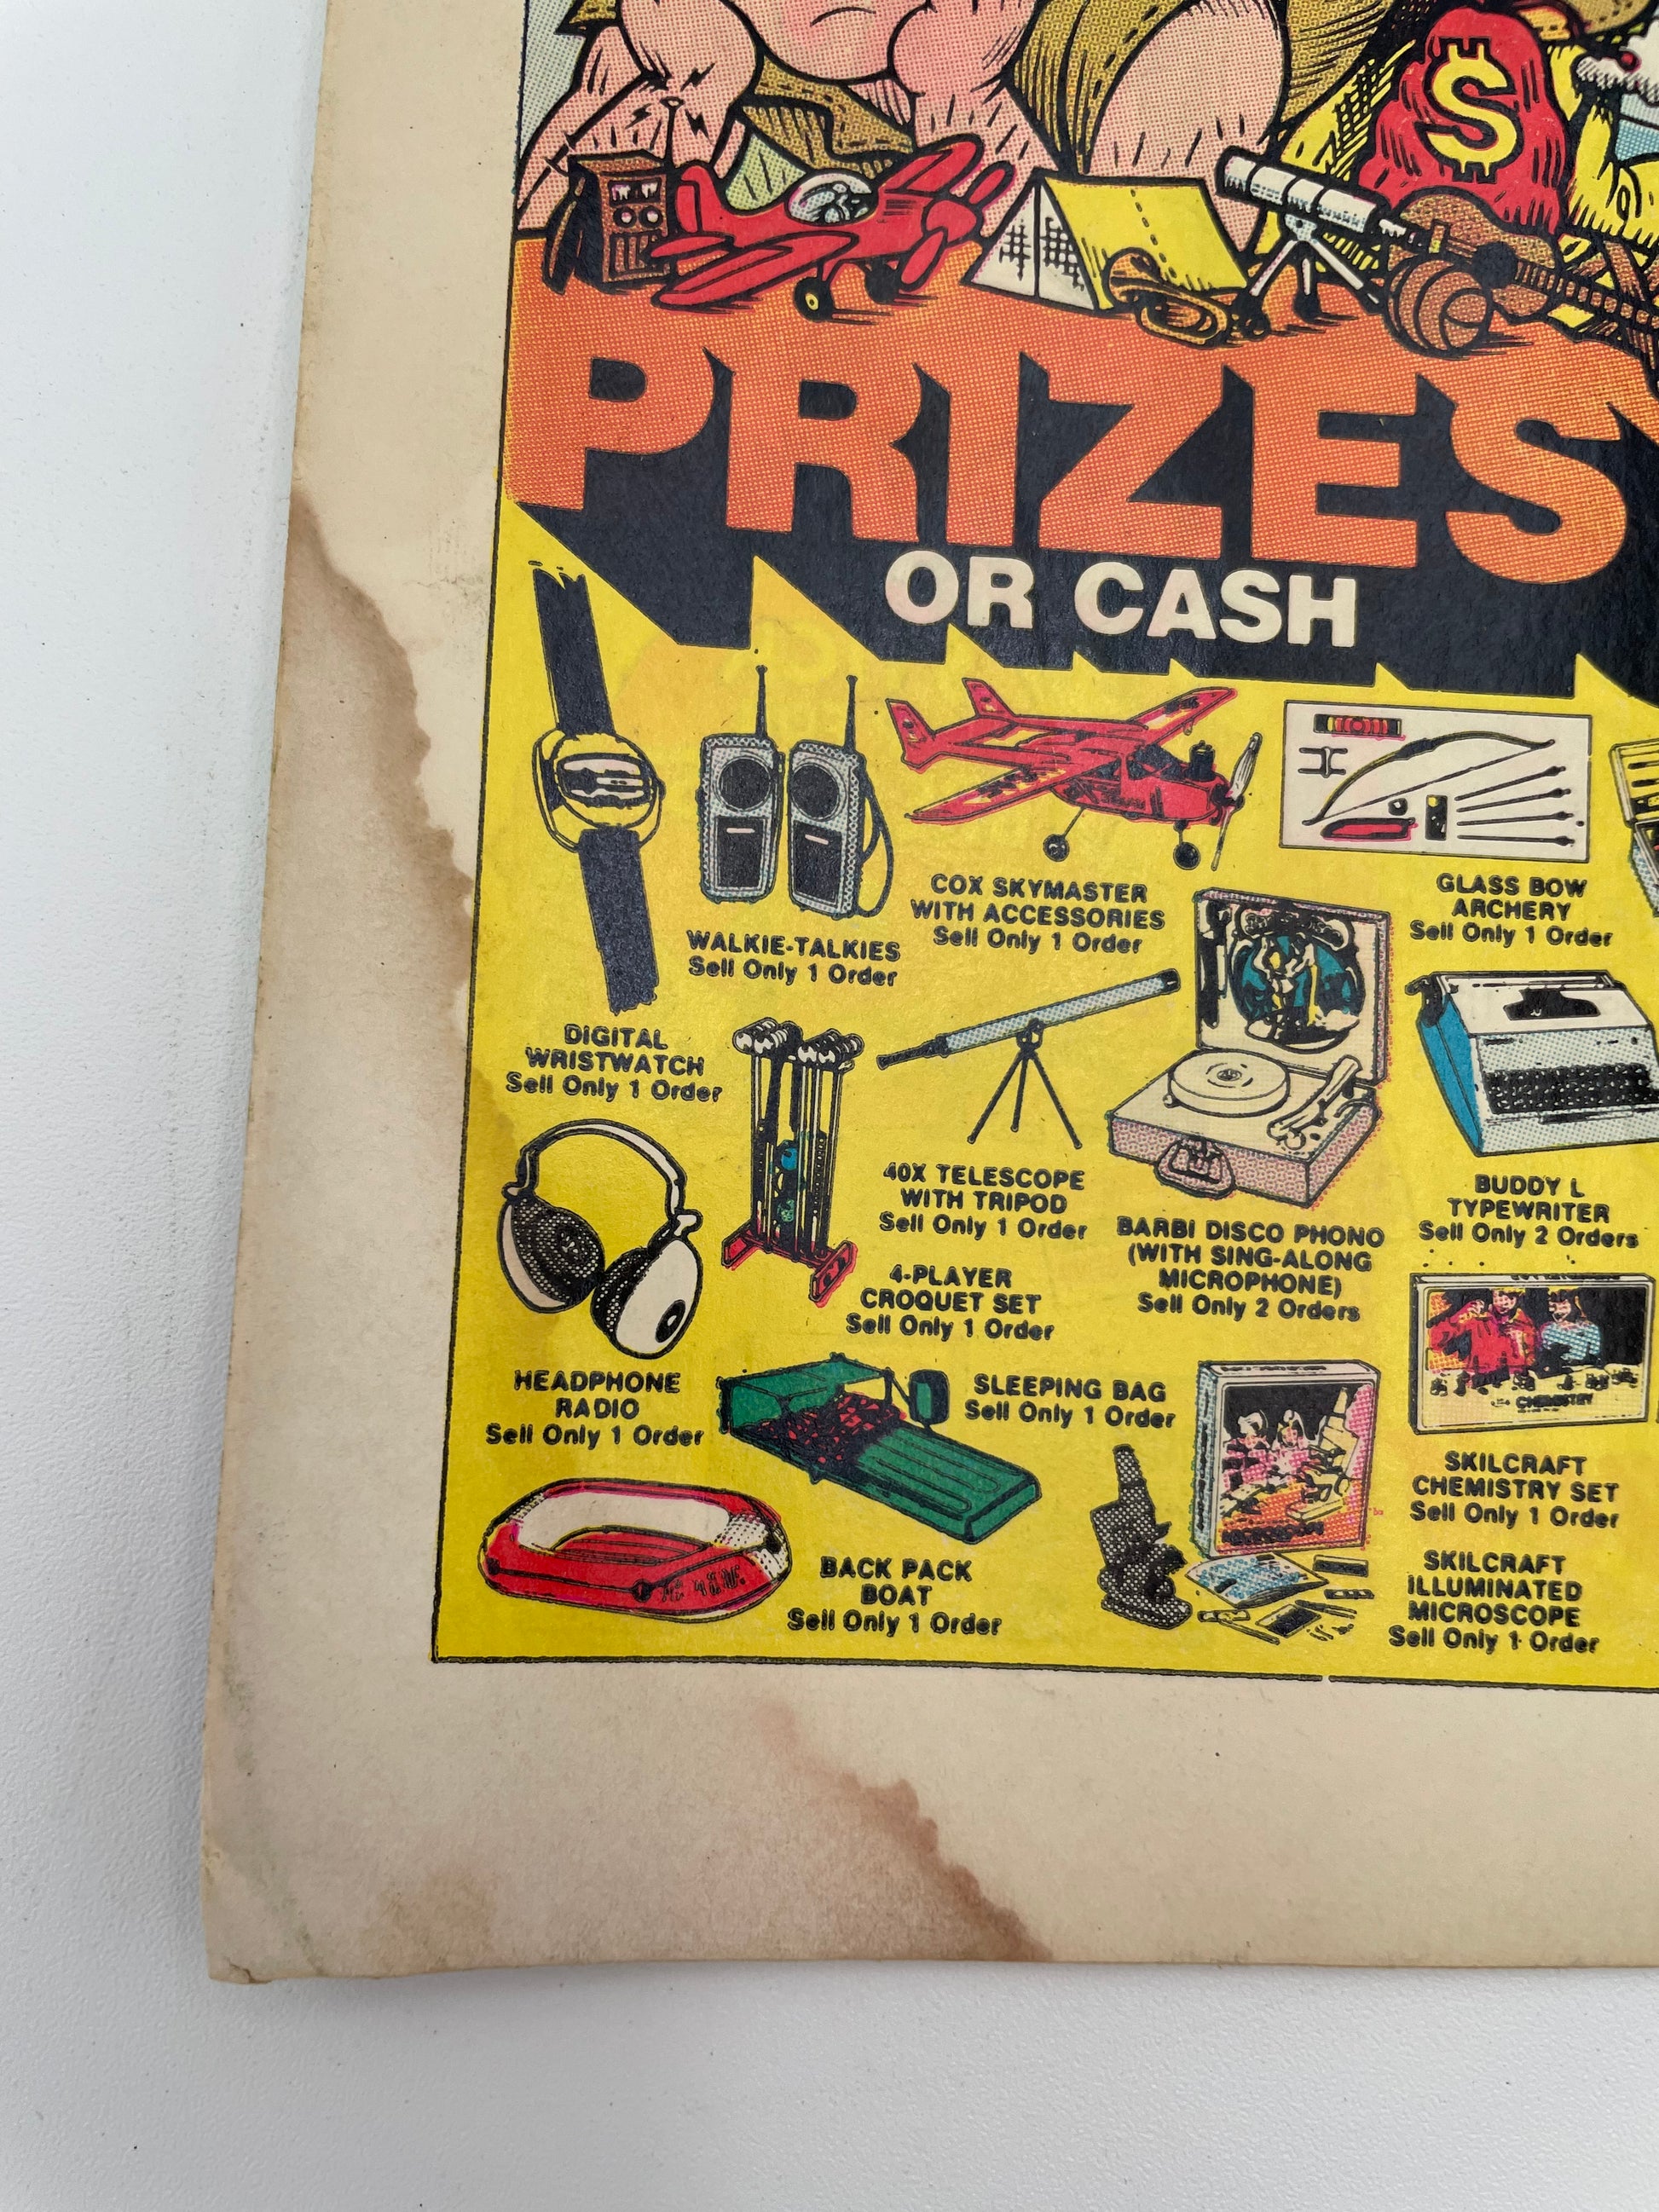 $
PRIZES
OR CASH
WALKIE-TALKIES
Sell Only 1 Order
COX SKYMASTER
WITH ACCESSORIES
Sell Only 1 Order
GLASS BOW
ARCHERY
Sell Only 1 Order
DIGITAL
WRISTWATCH
Sell Only 1 Order
40X TELESCOPE
WITH TRIPOD
Sell Only 1 Order
BARBI DISCO PHONO
(WITH SING-ALONG
MICROPHONE)
Sell Only 2 Orders
BUDDY L
TYPEWRITER
Sell Only 2 Orders
4-PLAYER
CROQUET SET
Sell Only 1 Order
HEADPHONE
RADIO
Sell Only 1 Order
SLEEPING BAG
Sell Only 1 Order
CHEMISTRY
SKILCRAFT
CHEMISTRY SET
Sell Only 1 Order
BACK PACK
BOAT
Sell Only 1 Order
MICROSCOPE
SKILCRAFT
ILLUMINATED
MICROSCOPE
Sell Only 1 Order